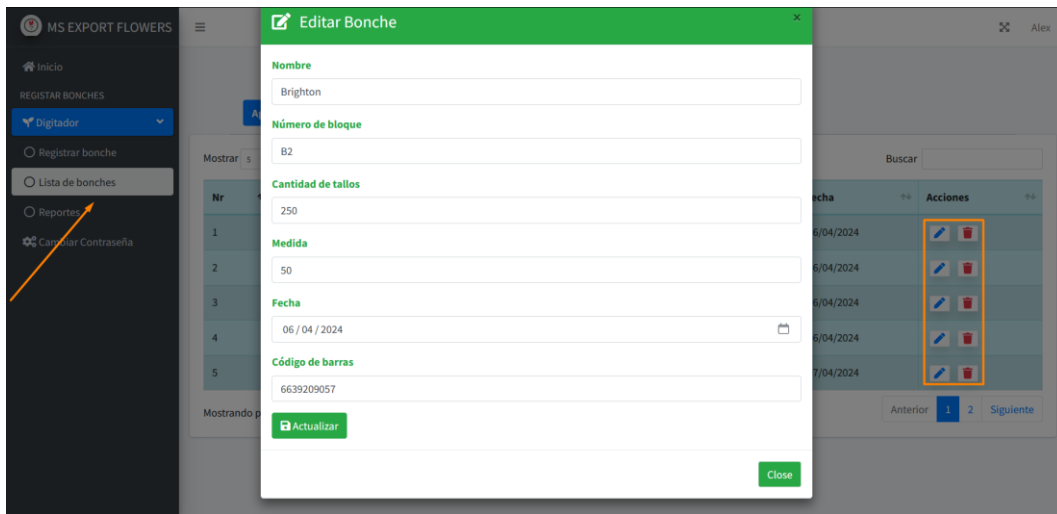 MS EXPORT FLOWERS
Editar Bonche
×
Alex
Inicio
REGISTAR BONCHES
Digitador
Registrar bonche
Lista de bonches
Reportes
Cambiar Contraseña
Nombre
Brighton
Número de bloque
B2
Cantidad de tallos
250
Medida
50
Fecha
06 / 04 / 2024
Código de barras
6639209057
Actualizar
Close
Mostrar 5
Buscar
Nr
Acciones
1
2
3
4
5
6/04/2024
6/04/2024
6/04/2024
6/04/2024
7/04/2024
Mostrando
Anterior 1 2 Siguiente